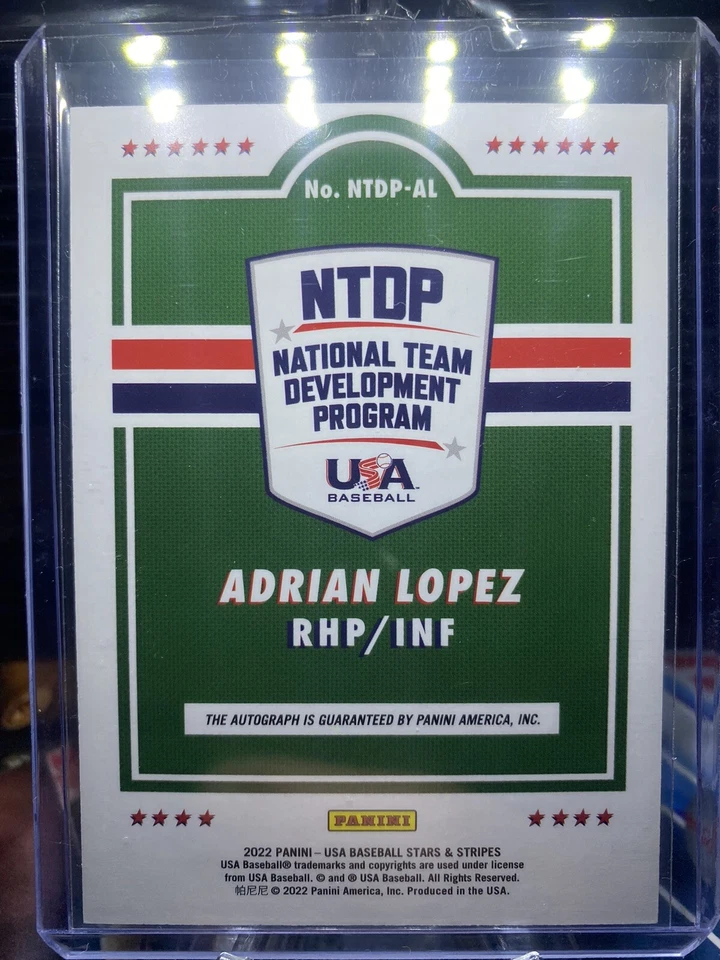 No. NTDP-AL
NTDP
NATIONAL TEAM
DEVELOPMENT
PROGRAM
USA
BASEBALL
ADRIAN LOPEZ
RHP/INF
THE AUTOGRAPH IS GUARANTEED BY PANINI AMERICA, INC.
PANINI
2022 PANINI – USA BASEBALL STARS & STRIPES
USA Baseball® trademarks and copyrights are used under license
from USA Baseball. © and ® USA Baseball. All Rights Reserved.
帕尼尼 © 2022 Panini America, Inc. Produced in the USA.